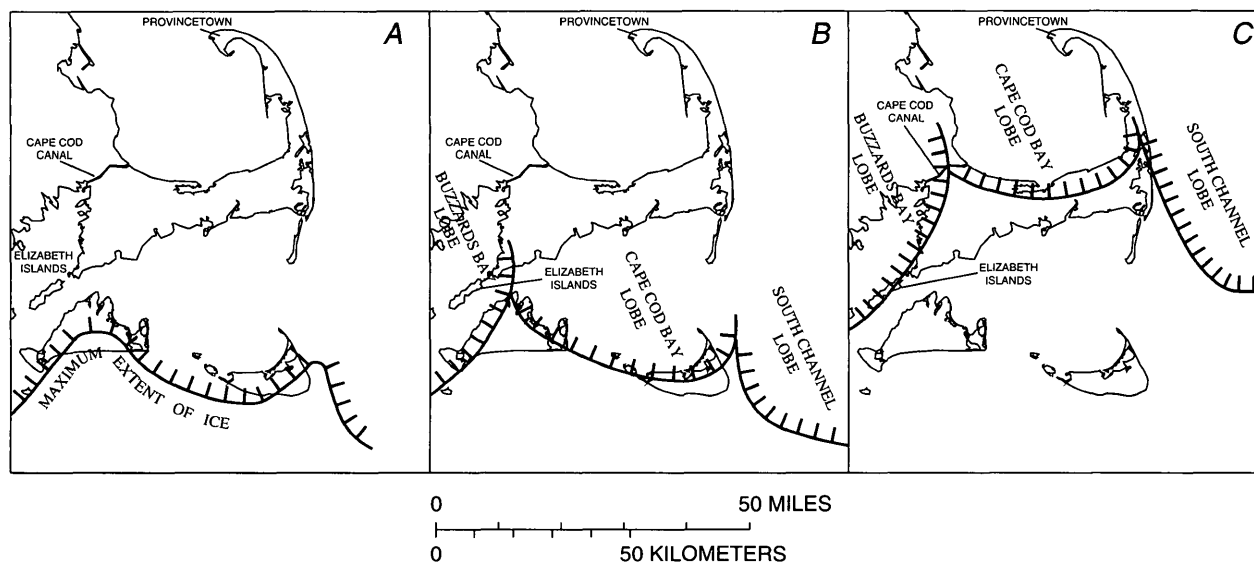 PROVINCETOWN
A
CAPE COD
CANAL
ELIZABETH
ISLANDS
MAXIMUM EXTENT OF ICE
PROVINCETOWN
B
CAPE COD
CANAL
BUZZARDS BAY
LOBE
ELIZABETH
ISLANDS
CAPE COD BAY
LOBE
SOUTH CHANNEL
LOBE
PROVINCETOWN
C
CAPE COD
CANAL
CAPE COD BAY
LOBE
BUZZARDS BAY
LOBE
SOUTH CHANNEL
LOBE
ELIZABETH
ISLANDS
0 50 MILES
0 50 KILOMETERS